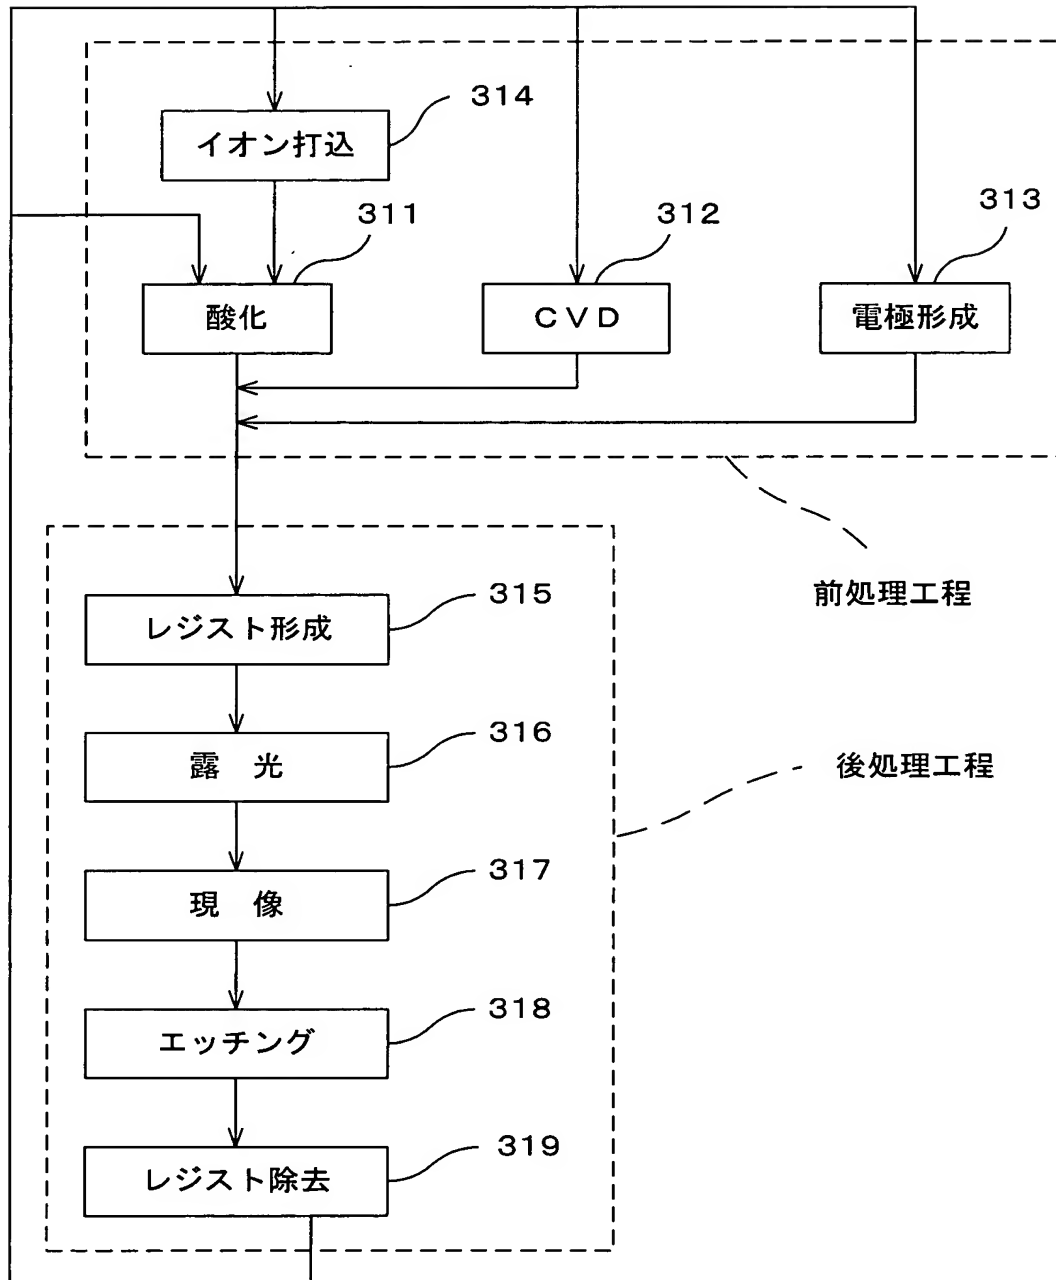 314
イオン打込
311
312
313
酸化
CVD
電極形成
前処理工程
315
レジスト形成
316
露 光
後処理工程
317
現 像
318
エッチング
319
レジスト除去